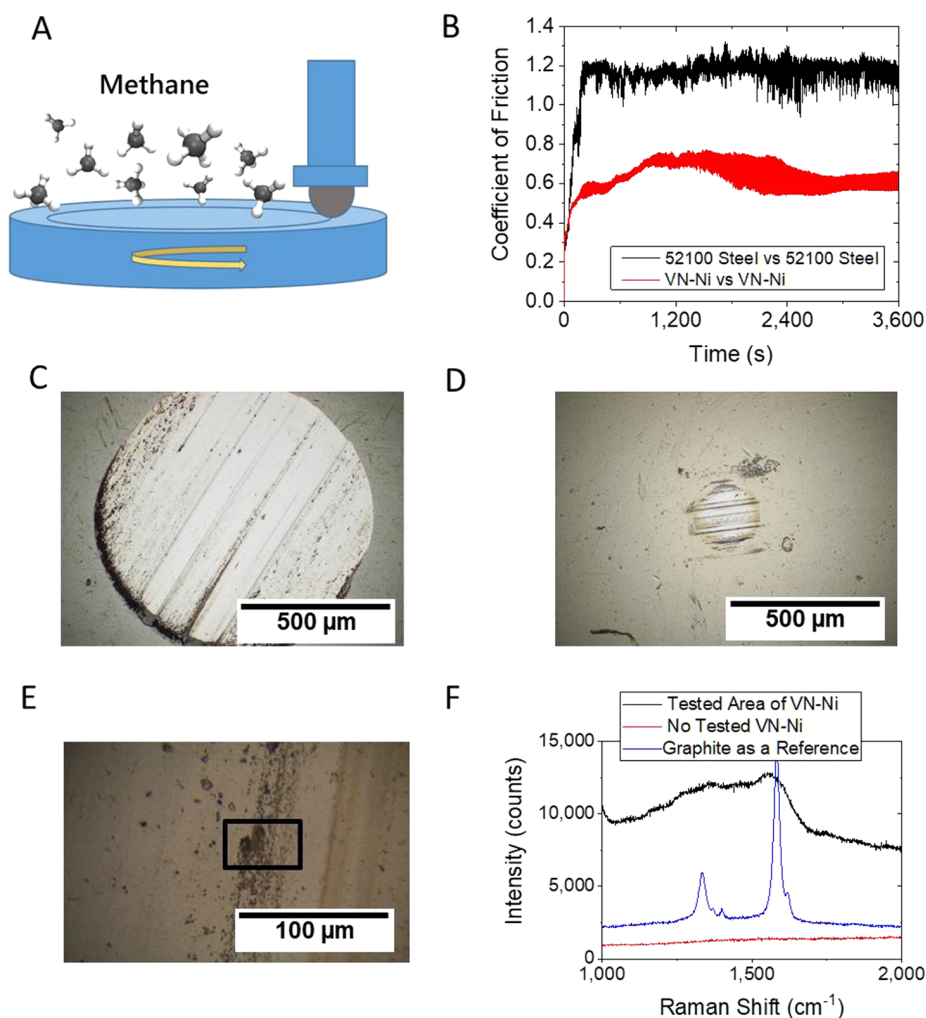 A
Methane
B
Coefficient of Friction
1.4
1.2
1.0
0.8
0.6
0.4
0.2
0.0
52100 Steel vs 52100 Steel
VN-Ni vs VN-Ni
0
1,200
2,400
3,600
Time (s)
C
500 µm
D
500 µm
E
100 µm
F
Tested Area of VN-Ni
No Tested VN-Ni
Graphite as a Reference
Intensity (counts)
15,000
10,000
5,000
0
1,000
1,500
2,000
Raman Shift (cm⁻¹)